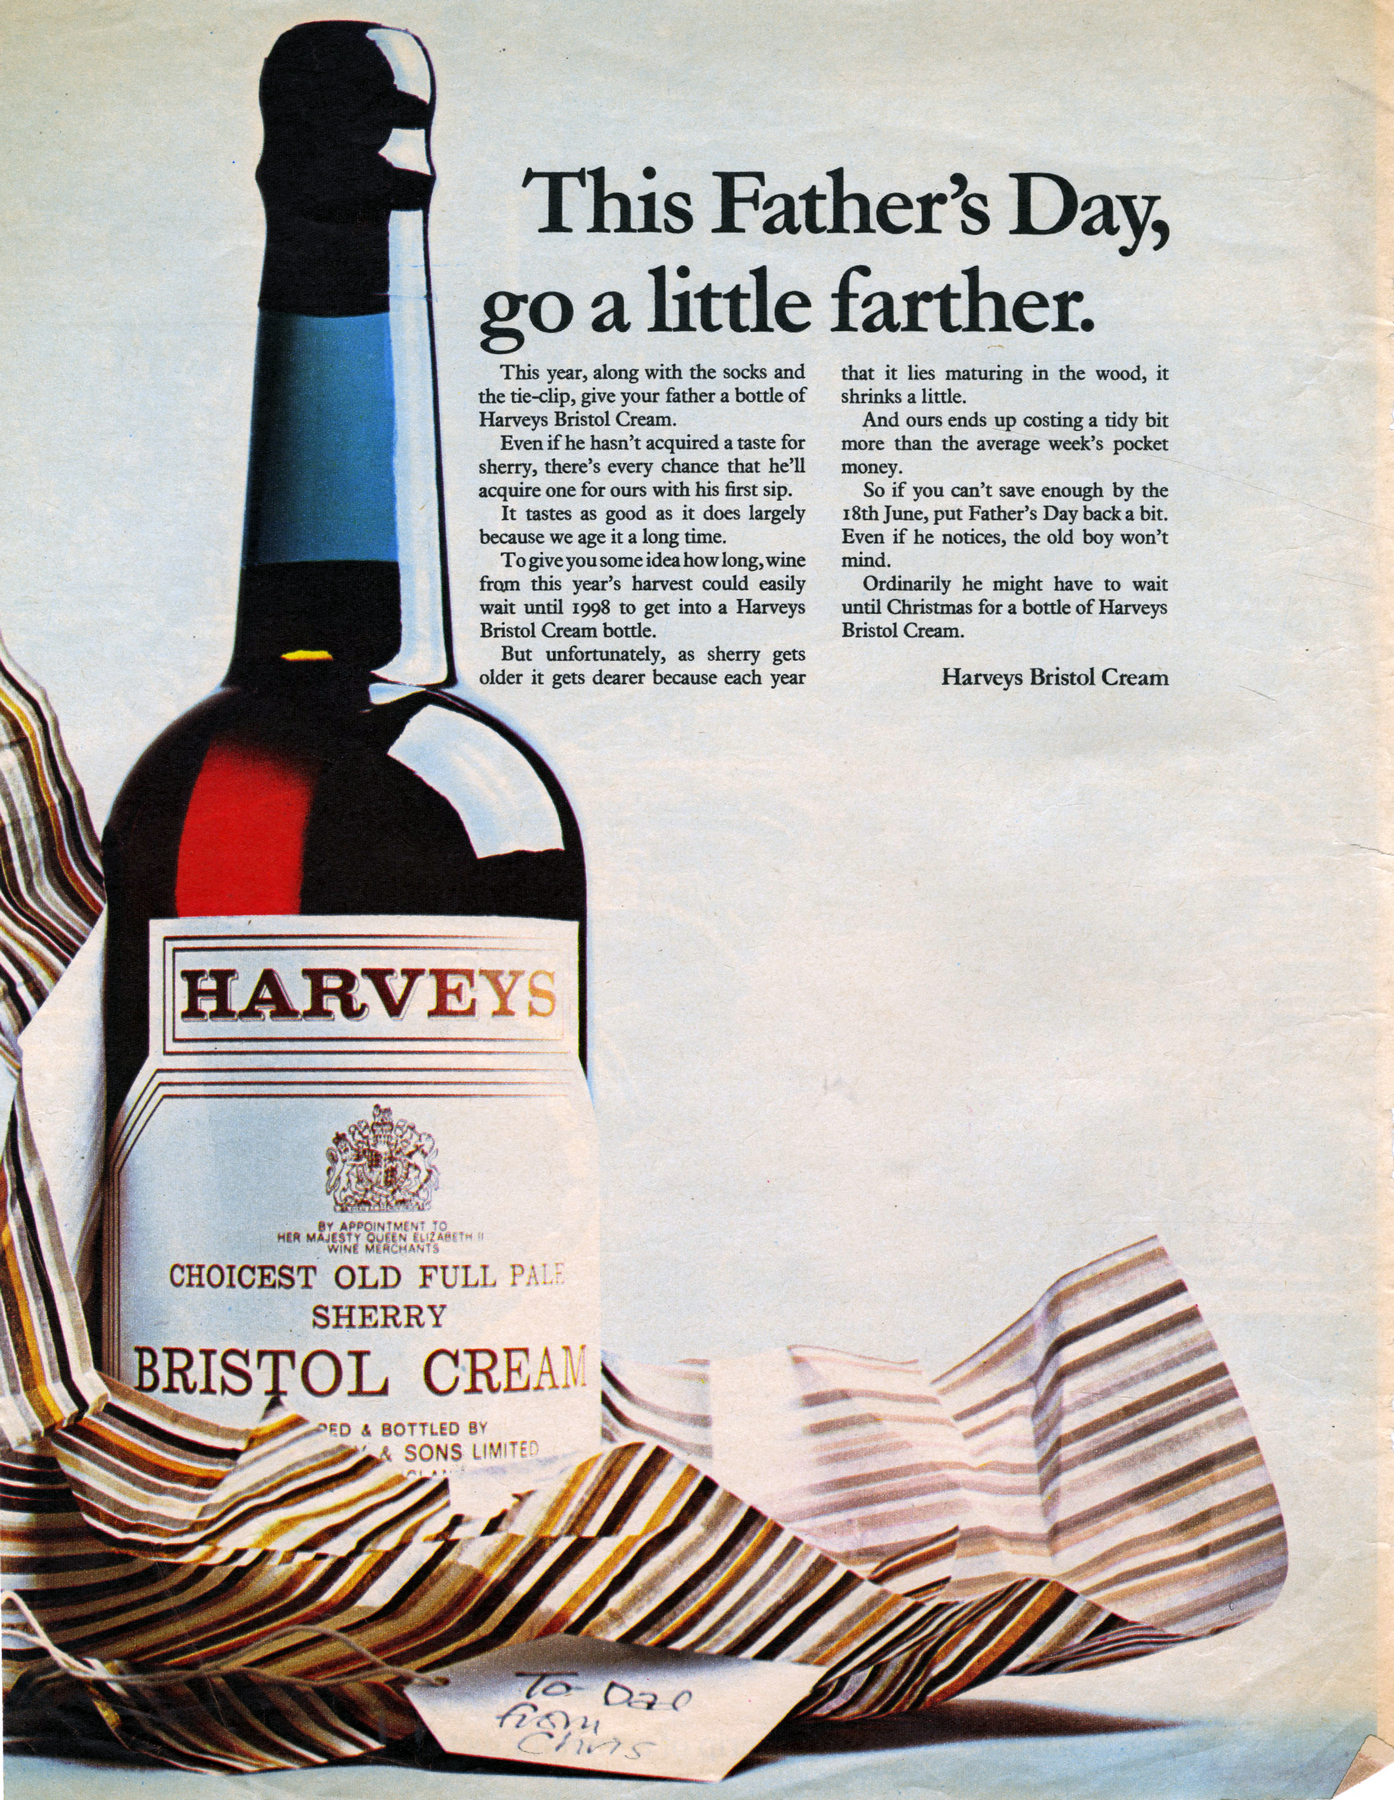 This Father's Day,
go a little farther.
This year, along with the socks and
the tie-clip, give your father a bottle of
Harveys Bristol Cream.
Even if he hasn't acquired a taste for
sherry, there's every chance that he'll
acquire one for ours with his first sip.
It tastes as good as it does largely
because we age it a long time.
To give you some idea how long, wine
from this year's harvest could easily
wait until 1998 to get into a Harveys
Bristol Cream bottle.
But unfortunately, as sherry gets
older it gets dearer because each year
that it lies maturing in the wood, it
shrinks a little.
And ours ends up costing a tidy bit
more than the average week's pocket
money.
So if you can't save enough by the
18th June, put Father's Day back a bit.
Even if he notices, the old boy won't
mind.
Ordinarily he might have to wait
until Christmas for a bottle of Harveys
Bristol Cream.
Harveys Bristol Cream
HARVEYS
BY APPOINTMENT TO
HER MAJESTY QUEEN ELIZABETH II
WINE MERCHANTS
CHOICEST OLD FULL PALE
SHERRY
BRISTOL CREAM
& BOTTLED BY
& SONS LIMITED
To Dad
from
Chris